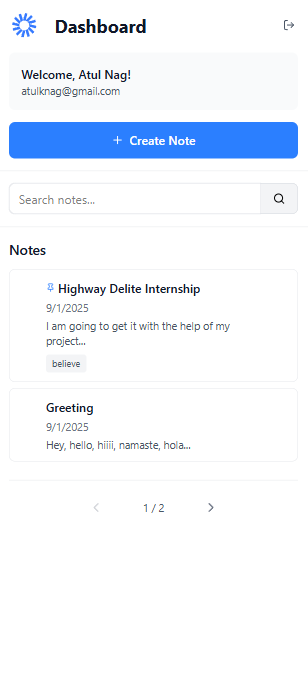 Dashboard
Welcome, Atul Nag!
atulknag@gmail.com
+ Create Note
Search notes...
Notes
Highway Delite Internship
9/1/2025
I am going to get it with the help of my
project...
believe
Greeting
9/1/2025
Hey, hello, hiiii, namaste, hola...
1 / 2